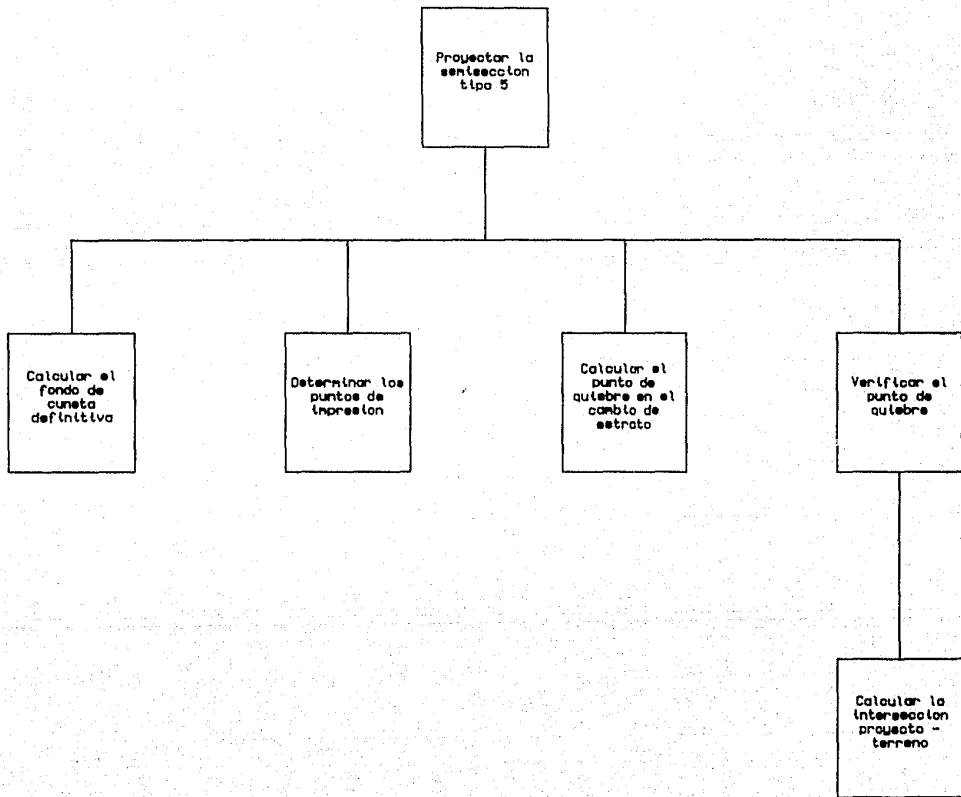 Proyectar la
semiseccion
tipo 5
Calcular el
fondo de
cuneta
definitiva
Determinar los
puntos de
impresion
Calcular el
punto de
quiebre en el
cambio de
estrato
Verificar el
punto de
quiebre
Calcular la
interseccion
proyecto -
terreno